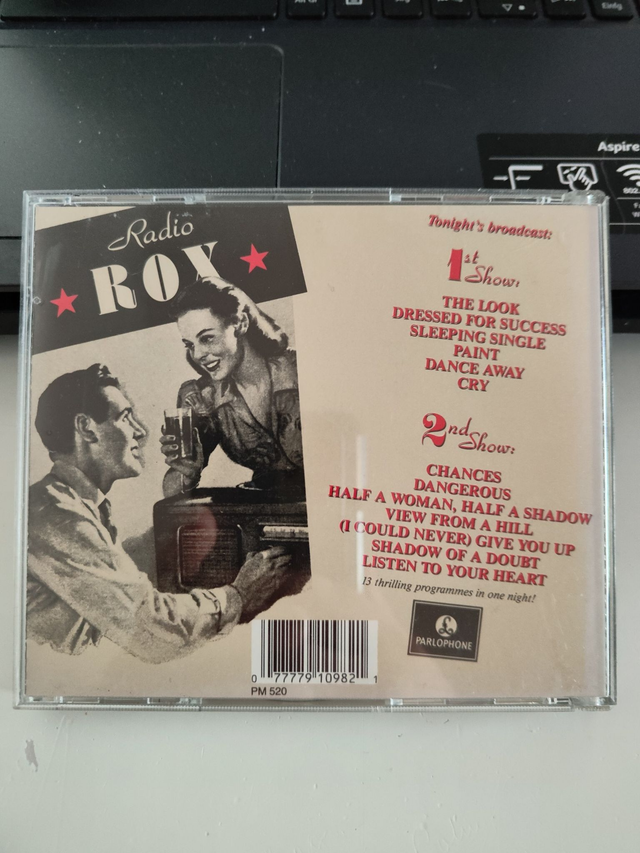 Einfg
Aspire
802.
Radio
ROX
Tonight's broadcast:
1st Show:
THE LOOK
DRESSED FOR SUCCESS
SLEEPING SINGLE
PAINT
DANCE AWAY
CRY
2nd Show:
CHANCES
DANGEROUS
HALF A WOMAN, HALF A SHADOW
VIEW FROM A HILL
(I COULD NEVER) GIVE YOU UP
SHADOW OF A DOUBT
LISTEN TO YOUR HEART
13 thrilling programmes in one night!
£
PARLOPHONE
0 77779 10982 1
PM 520